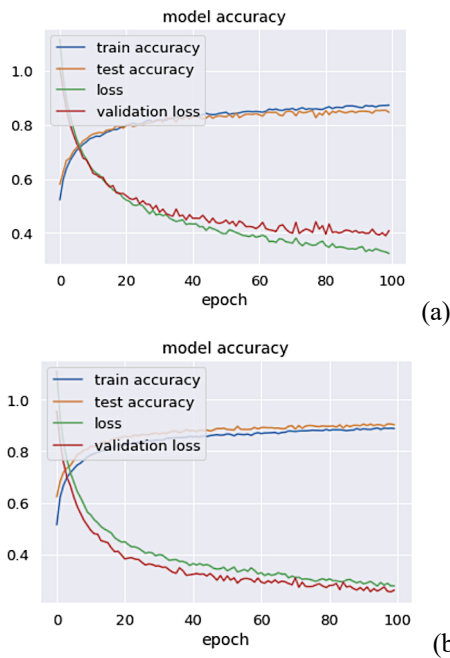 model accuracy
train accuracy
test accuracy
loss
validation loss
1.0
0.8
0.6
0.4
0 20 40 60 80 100
epoch
(a)
model accuracy
train accuracy
test accuracy
loss
validation loss
1.0
0.8
0.6
0.4
0 20 40 60 80 100
epoch
(b